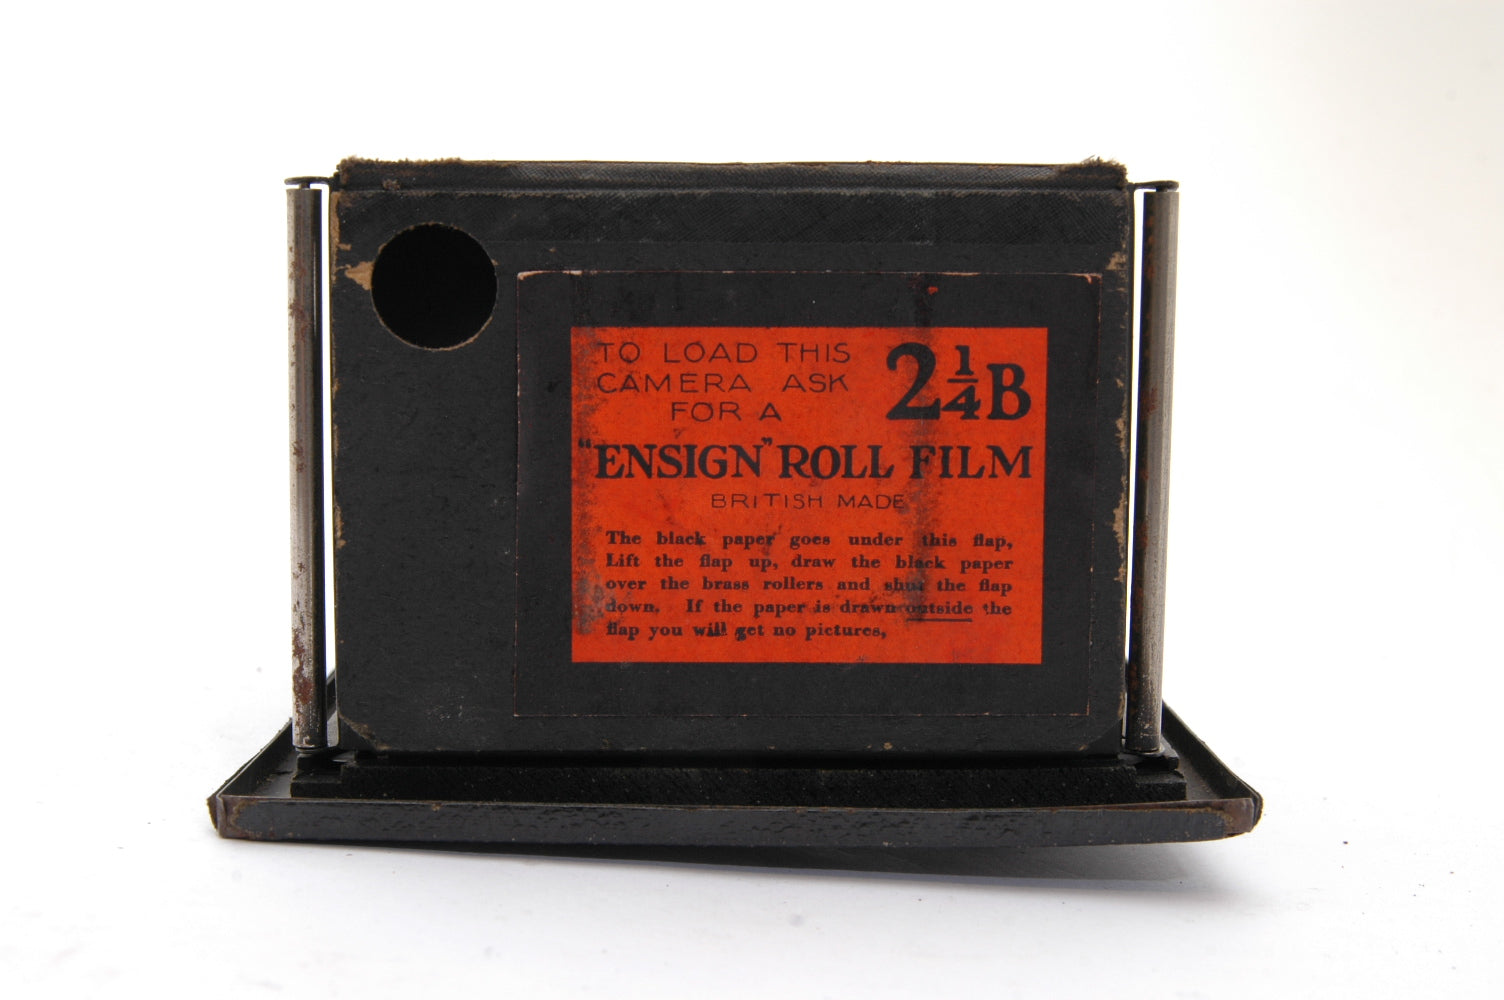 TO LOAD THIS
CAMERA ASK
FOR A
2¼B
"ENSIGN" ROLL FILM
BRITISH MADE
The black paper goes under this flap,
Lift the flap up, draw the black paper
over the brass rollers and shut the flap
down. If the paper is drawn outside the
flap you will get no pictures,